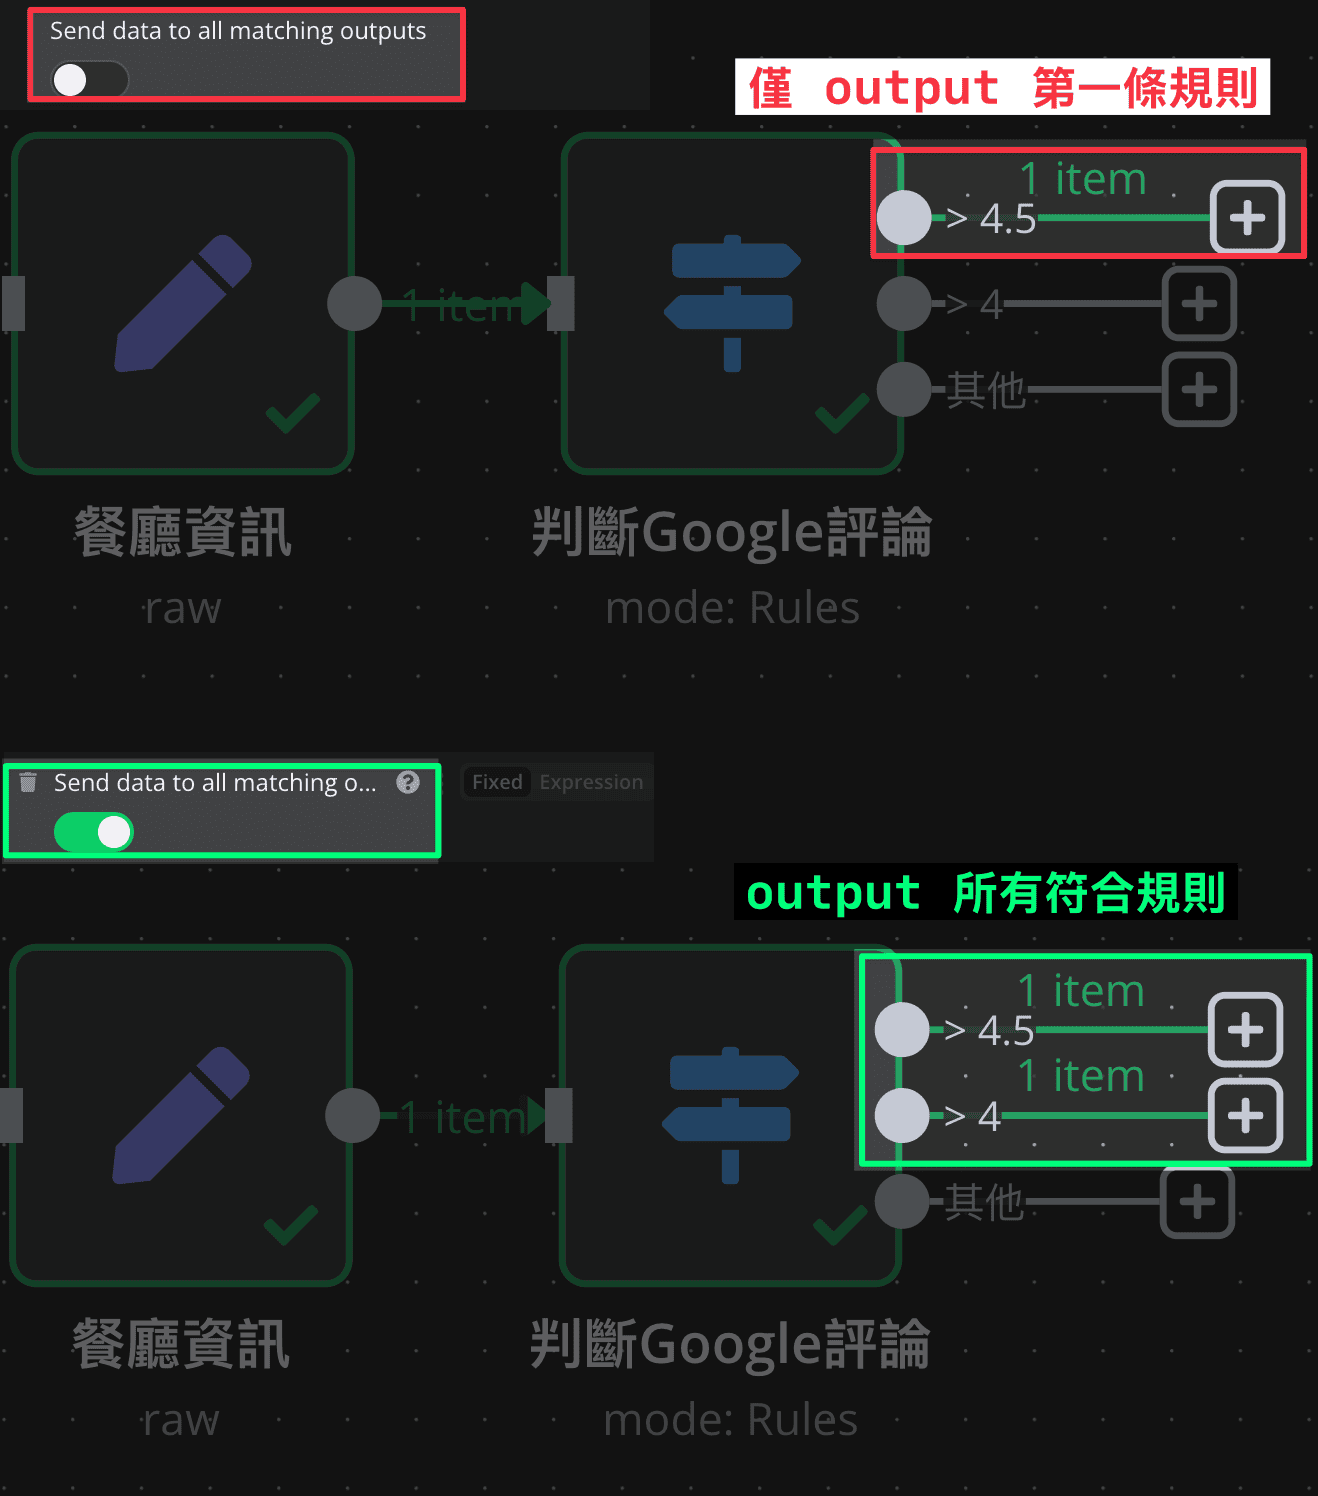 Send data to all matching outputs
僅 output 第一條規則
1 item
> 4.5
1 item
> 4
其他
餐廳資訊
判斷Google評論
raw
mode: Rules
Send data to all matching o...
Fixed Expression
output 所有符合規則
1 item
> 4.5
1 item
1 item
> 4
其他
餐廳資訊
判斷Google評論
raw
mode: Rules